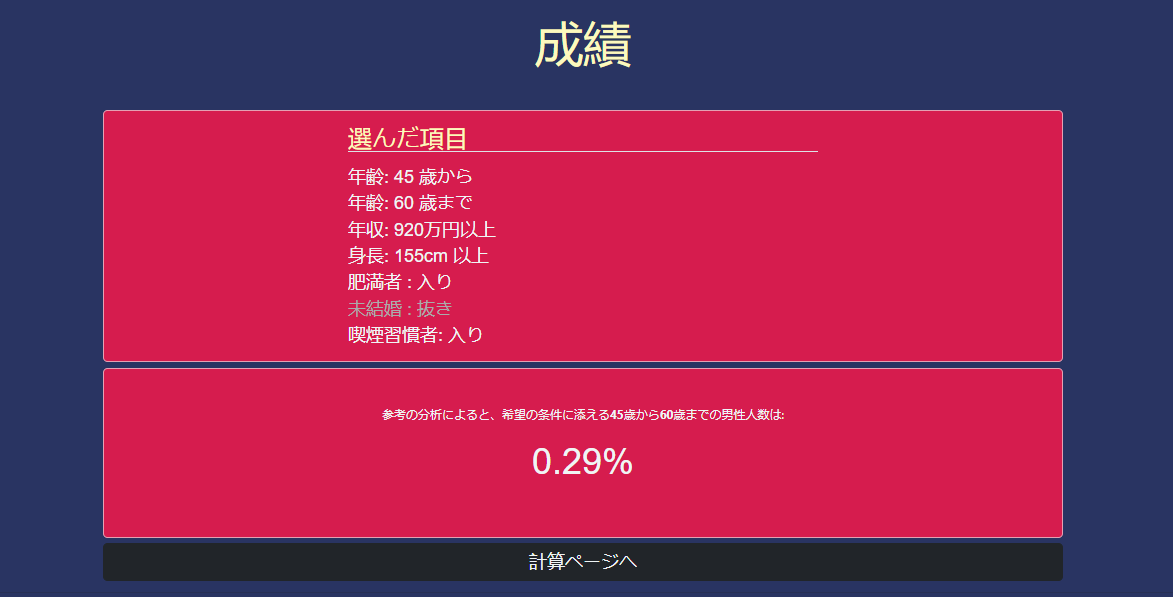 成績
選んだ項目
年齢: 45 歳から
年齢: 60 歳まで
年収: 920万円以上
身長: 155cm 以上
肥満者 : 入り
未結婚 : 抜き
喫煙習慣者: 入り
参考の分析によると、希望の条件に添える45歳から60歳までの男性人数は:
0.29%
計算ページへ